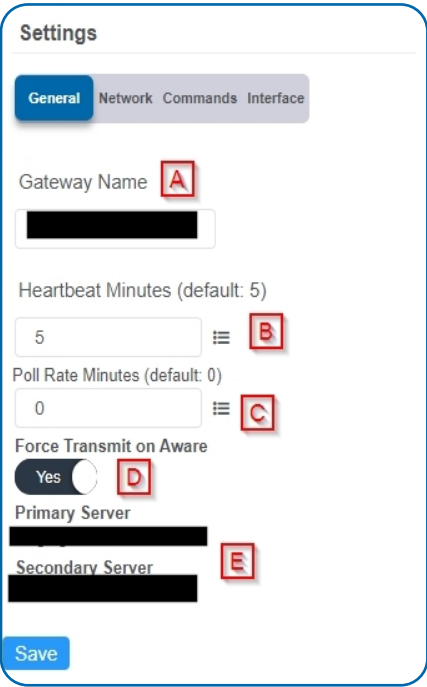 Settings
General Network Commands Interface
Gateway Name A
Heartbeat Minutes (default: 5)
5 B
Poll Rate Minutes (default: 0)
0 C
Force Transmit on Aware
Yes D
Primary Server
E
Secondary Server
Save